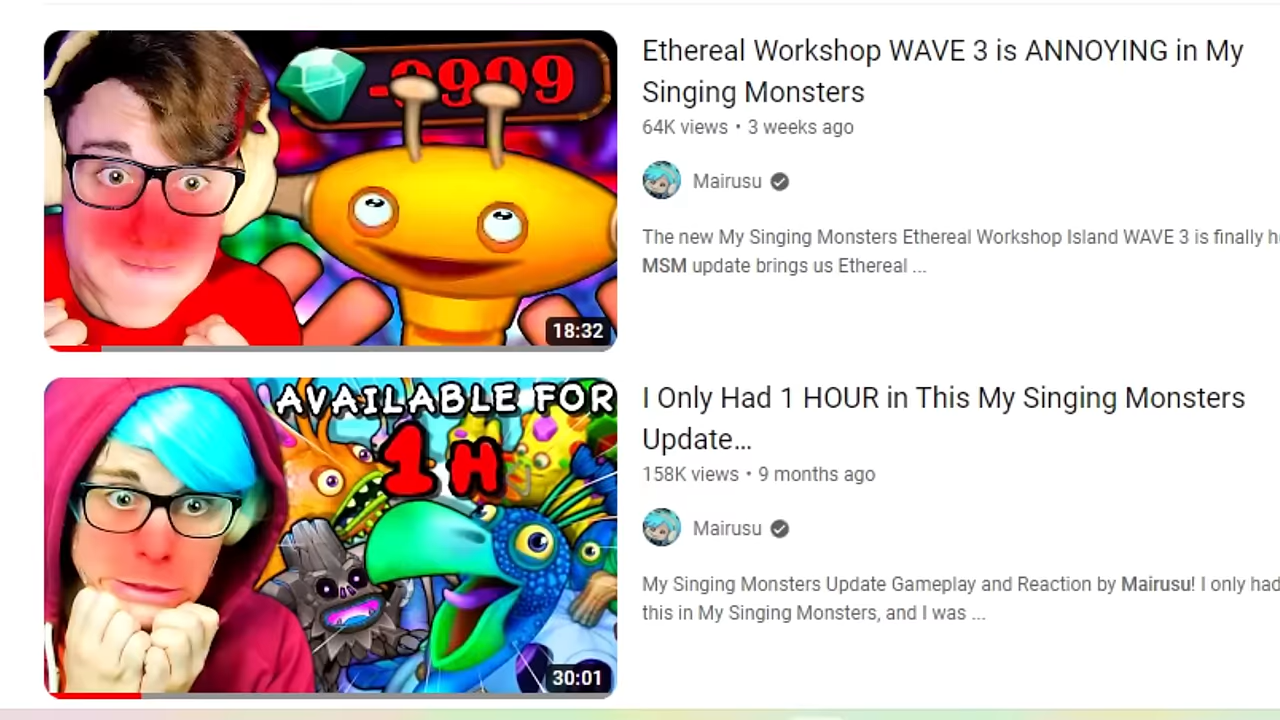 -9999
18:32
Ethereal Workshop WAVE 3 is ANNOYING in My
Singing Monsters
64K views • 3 weeks ago
Mairusu
The new My Singing Monsters Ethereal Workshop Island WAVE 3 is finally
MSM update brings us Ethereal ...
AVAILABLE FOR
1 H
30:01
I Only Had 1 HOUR in This My Singing Monsters
Update...
158K views • 9 months ago
Mairusu
My Singing Monsters Update Gameplay and Reaction by Mairusu! I only had
this in My Singing Monsters, and I was ...